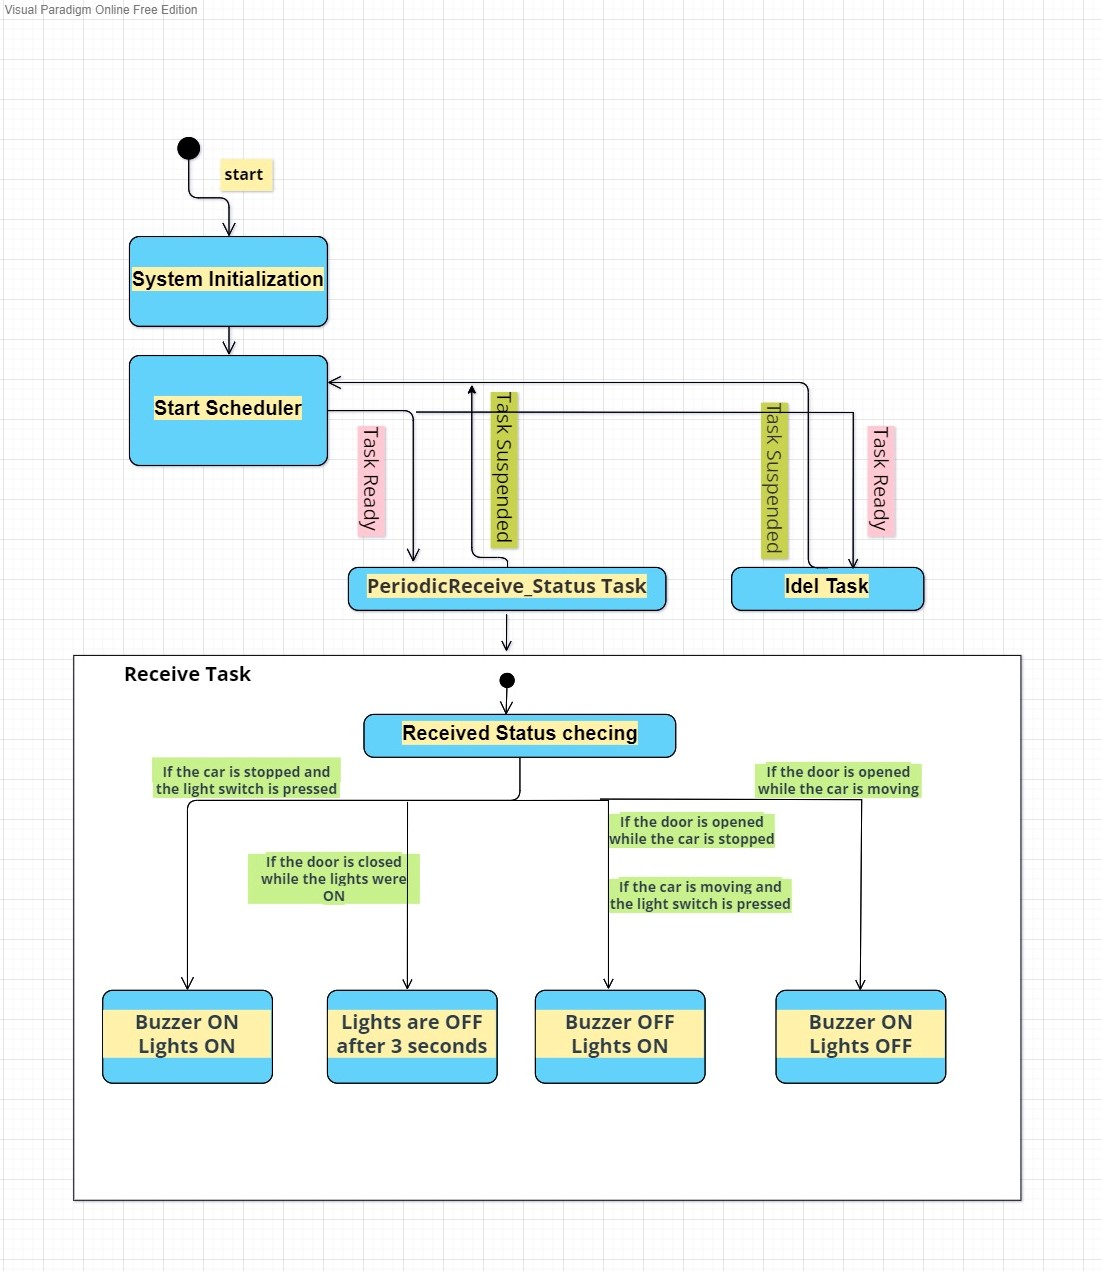 Visual Paradigm Online Free Edition
start
System Initialization
Start Scheduler
Task Ready
Task Suspended
Task Suspended
Task Ready
PeriodicReceive_Status Task
Idel Task
Receive Task
Received Status checing
If the car is stopped and
the light switch is pressed
If the door is opened
while the car is moving
If the door is opened
while the car is stopped
If the door is closed
while the lights were
ON
If the car is moving and
the light switch is pressed
Buzzer ON
Lights ON
Lights are OFF
after 3 seconds
Buzzer OFF
Lights ON
Buzzer ON
Lights OFF